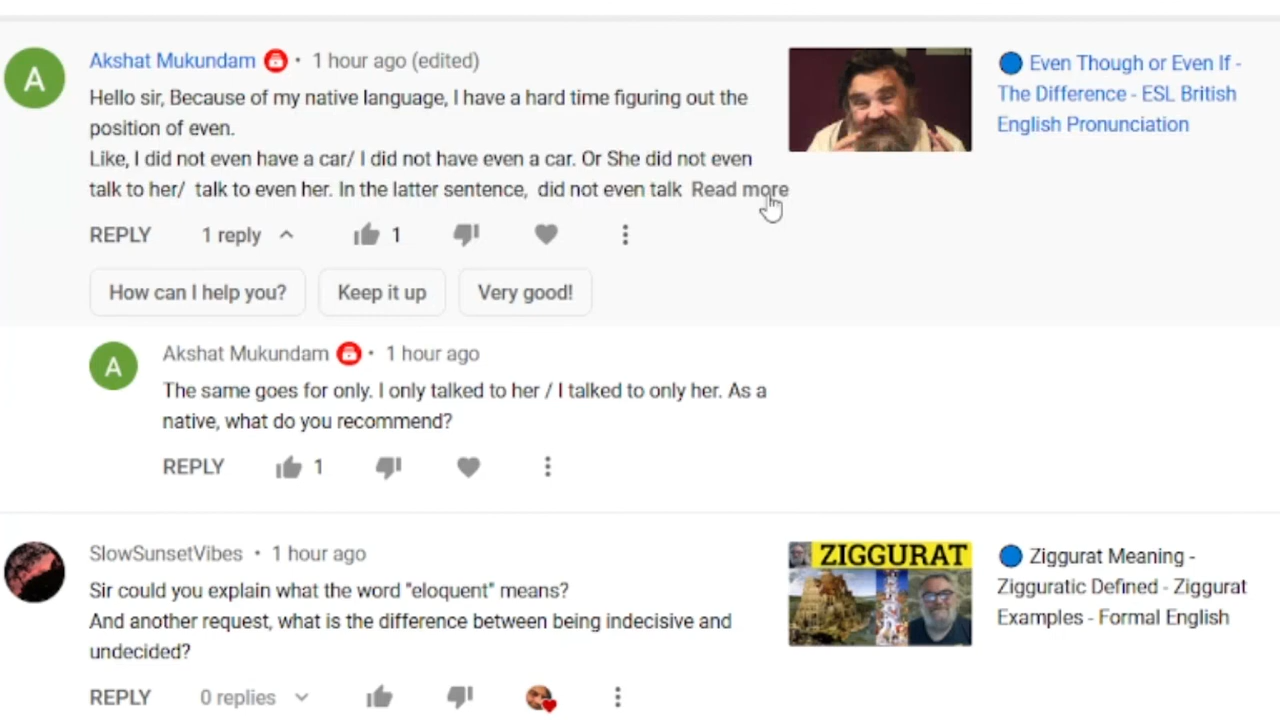 A
Akshat Mukundam • 1 hour ago (edited)
Hello sir, Because of my native language, I have a hard time figuring out the
position of even.
Like, I did not even have a car/ I did not have even a car. Or She did not even
talk to her/ talk to even her. In the latter sentence, did not even talk Read more
REPLY 1 reply 1
How can I help you? Keep it up Very good!
Even Though or Even If -
The Difference - ESL British
English Pronunciation
A
Akshat Mukundam • 1 hour ago
The same goes for only. I only talked to her / I talked to only her. As a
native, what do you recommend?
REPLY 1
SlowSunsetVibes • 1 hour ago
Sir could you explain what the word "eloquent" means?
And another request, what is the difference between being indecisive and
undecided?
REPLY 0 replies
ZIGGURAT
Ziggurat Meaning -
Zigguratic Defined - Ziggurat
Examples - Formal English